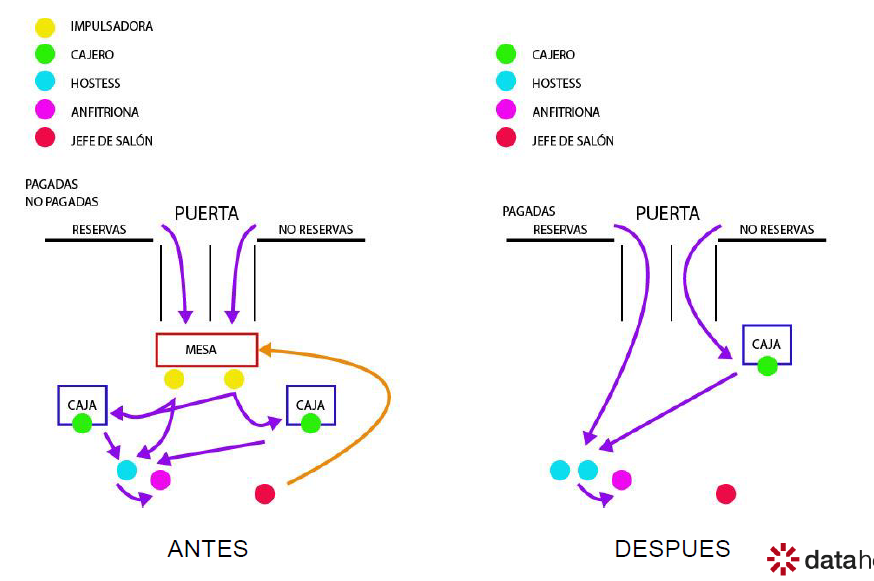 IMPULSADORA
CAJERO
HOSTESS
ANFITRIONA
JEFE DE SALÓN
PAGADAS
NO PAGADAS
PUERTA
RESERVAS
NO RESERVAS
MESA
CAJA
CAJA
ANTES
CAJERO
HOSTESS
ANFITRIONA
JEFE DE SALÓN
PAGADAS
PUERTA
RESERVAS
NO RESERVAS
CAJA
DESPUES